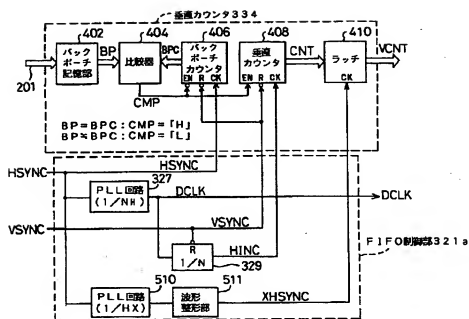 垂直カウンタ334
402
404
406
408
410
バック
ポーチ
記憶部
BP
比較器
BPC
バック
ポーチ
カウンタ
EN R CK
垂直
カウンタ
EN R CK
CNT
ラッチ
CK
VCNT
201
CMP
BP=BPC:CMP=「H」
BP≠BPC:CMP=「L」
HSYNC
HSYNC
327
PLL回路
(1/NH)
DCLK
DCLK
VSYNC
VSYNC
R
1/N
HINC
329
FIFO制御部321a
510
511
PLL回路
(1/HX)
波形
整形部
XHSYNC